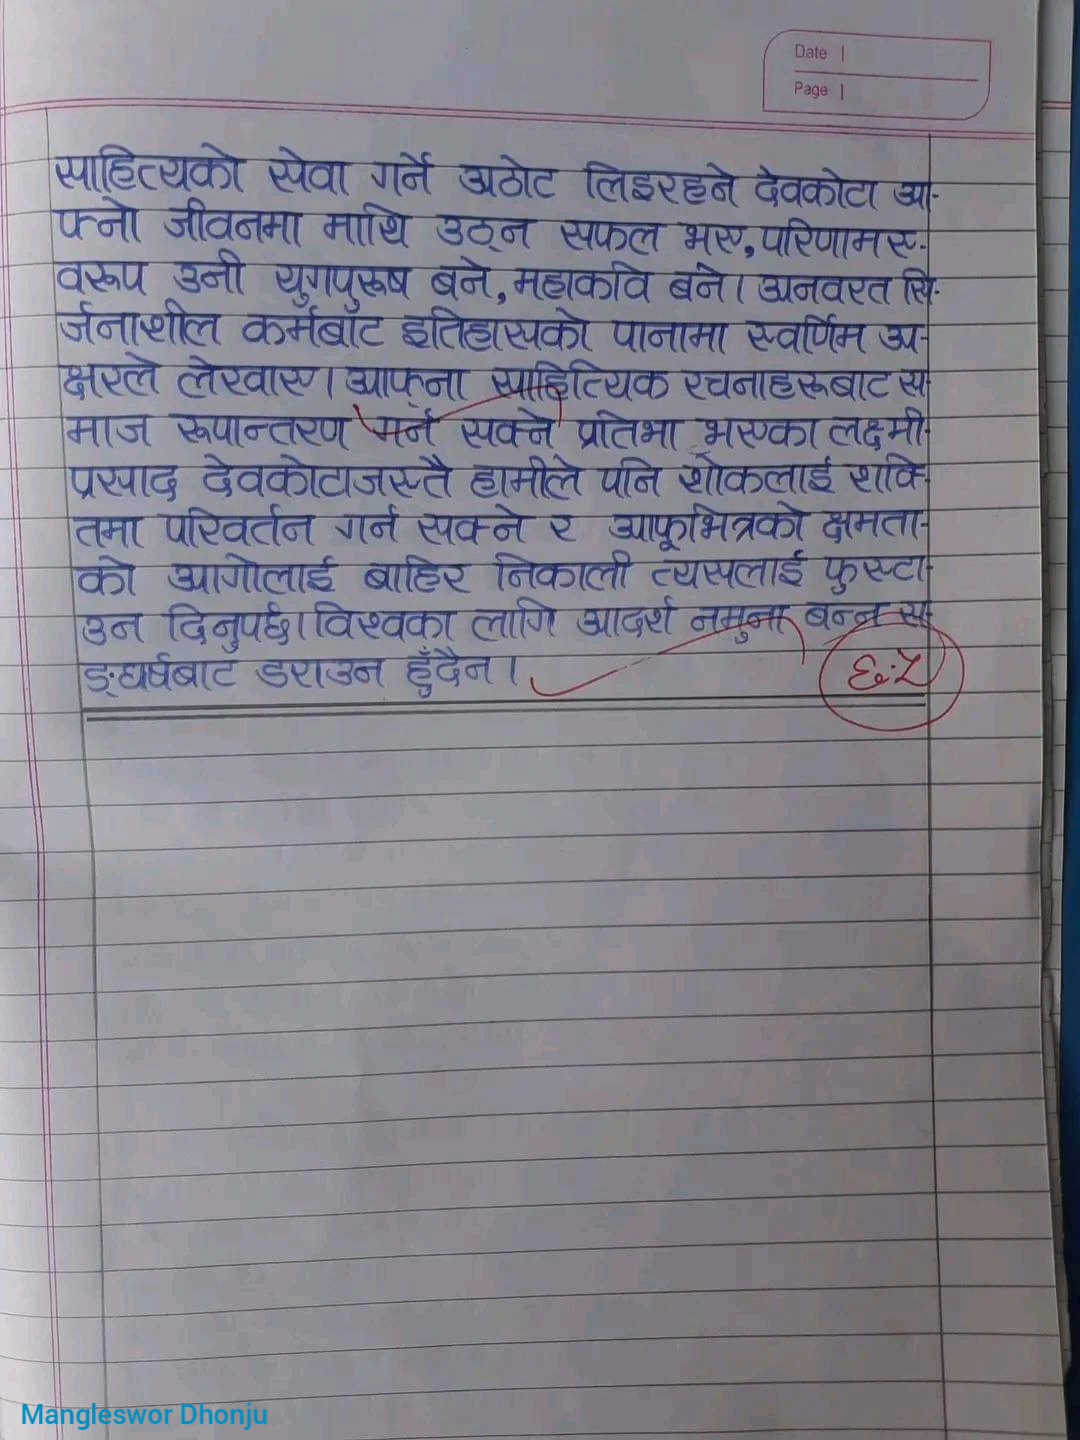 Date
Page
साहित्यको सेवा गर्ने अठोट लिइरहने देवकोटा आ-
फ्नो जीवनमा माथि उठ्न सफल भए, परिणामस्-
वरूप उनी युगपुरूष बने, महाकवि बने। अनवरत सि-
र्जनाशील कर्मबाट इतिहासको पानामा स्वर्णिम अ-
क्षरले लेखाए। आफ्ना साहित्यिक रचनाहरूबाट स-
माज रूपान्तरण गर्न सक्ने प्रतिभा भएका लक्ष्मी-
प्रसाद देवकोटाजस्तै हामीले पनि शोकलाई शक्ति-
तमा परिवर्तन गर्न सक्ने र आफूभित्रको क्षमता-
को आगोलाई बाहिर निकाली त्यसलाई फुस्टा-
उन दिनुपर्छ। विश्वका लागि आदर्श नमुना बन्न स-
ङ्घर्षबाट डराउन हुँदैन।
६.५
Mangleswor Dhonju